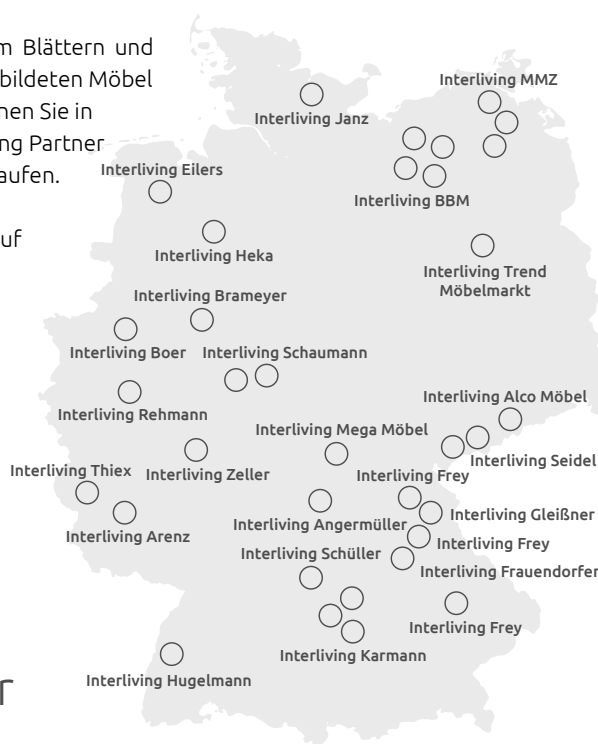 m Blättern und
bildeten Möbel
nen Sie in
ng Partner
aufen.
uf
r
Interliving MMZ
Interliving Janz
Interliving Eilers
Interliving BBM
Interliving Heka
Interliving Trend
Möbelmarkt
Interliving Brameyer
Interliving Boer
Interliving Schaumann
Interliving Rehmann
Interliving Alco Möbel
Interliving Mega Möbel
Interliving Seidel
Interliving Thiex
Interliving Zeller
Interliving Frey
Interliving Gleißner
Interliving Angermüller
Interliving Arenz
Interliving Frey
Interliving Schüller
Interliving Frauendorfer
Interliving Frey
Interliving Karmann
Interliving Hugelmann